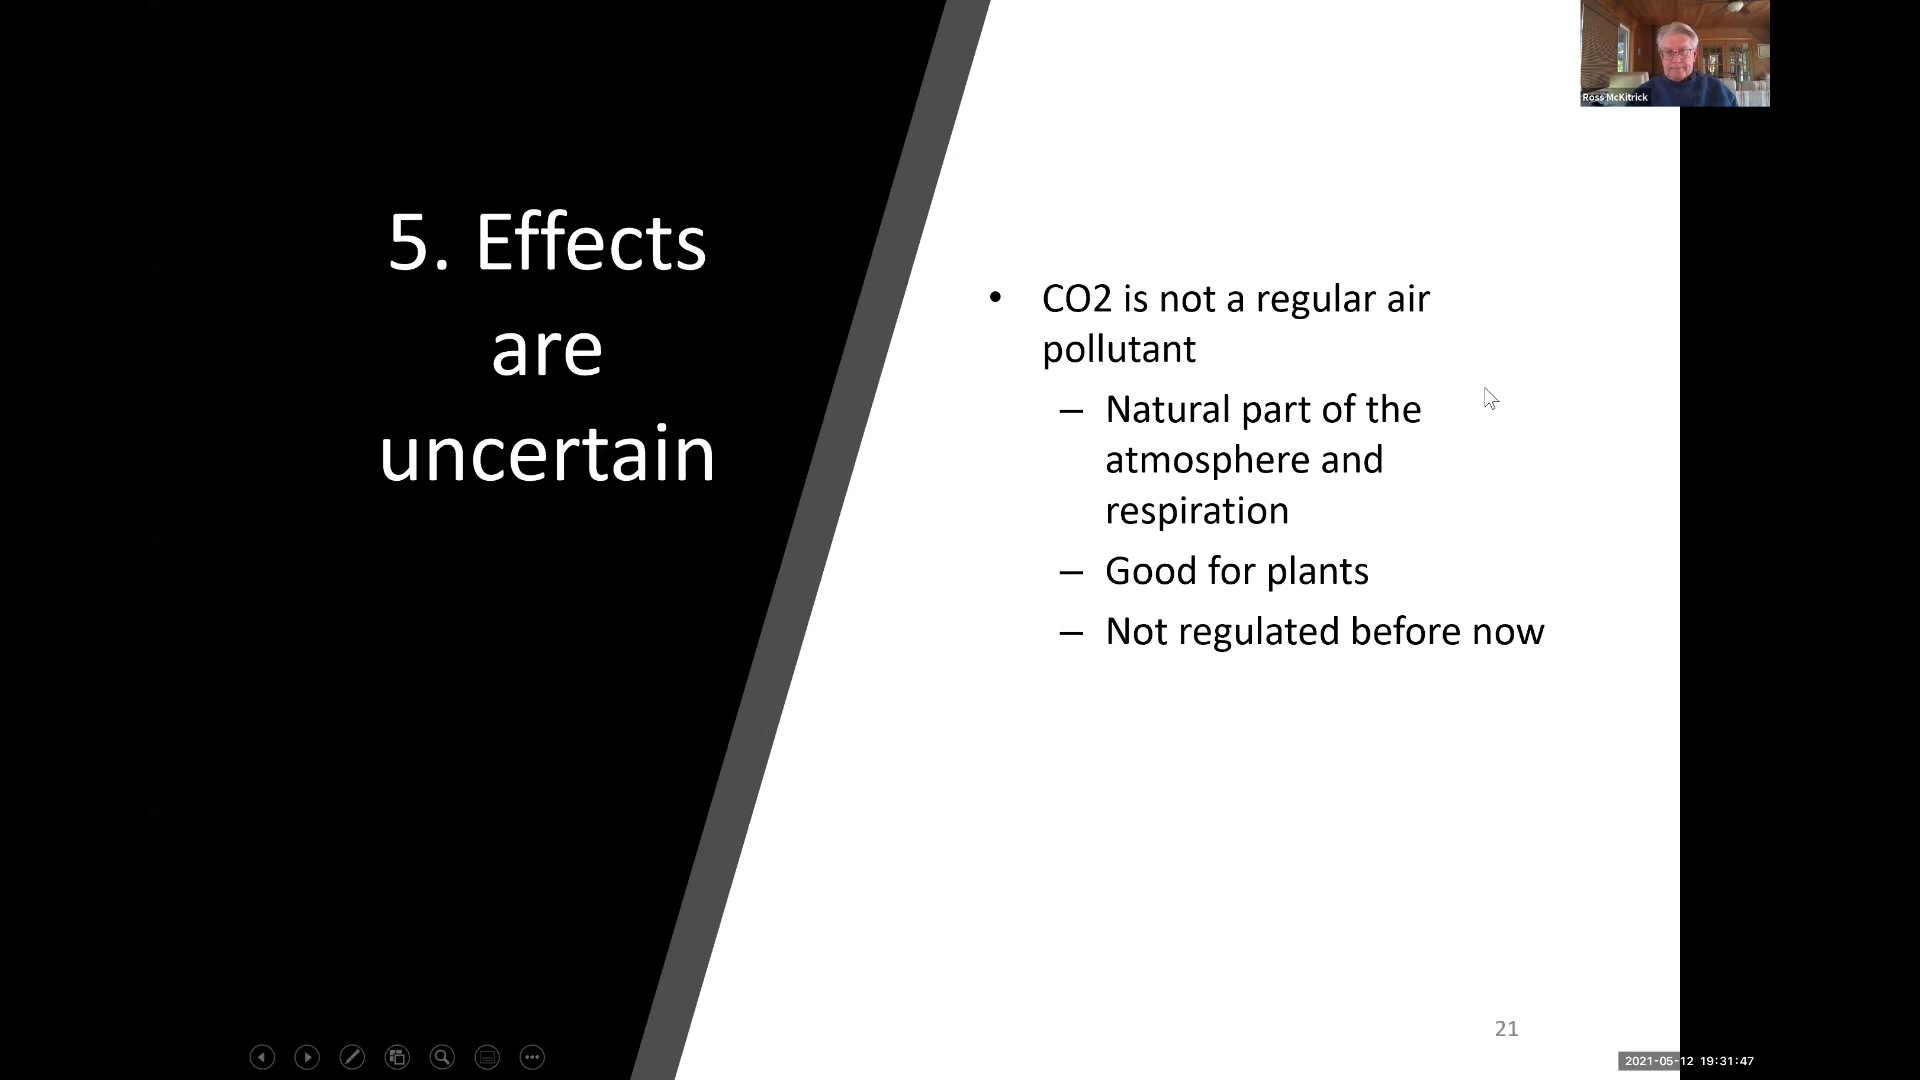 5. Effects
are
uncertain
• CO2 is not a regular air
pollutant
– Natural part of the
atmosphere and
respiration
– Good for plants
– Not regulated before now
21
Ross McKitrick
2021-05-12 19:31:47